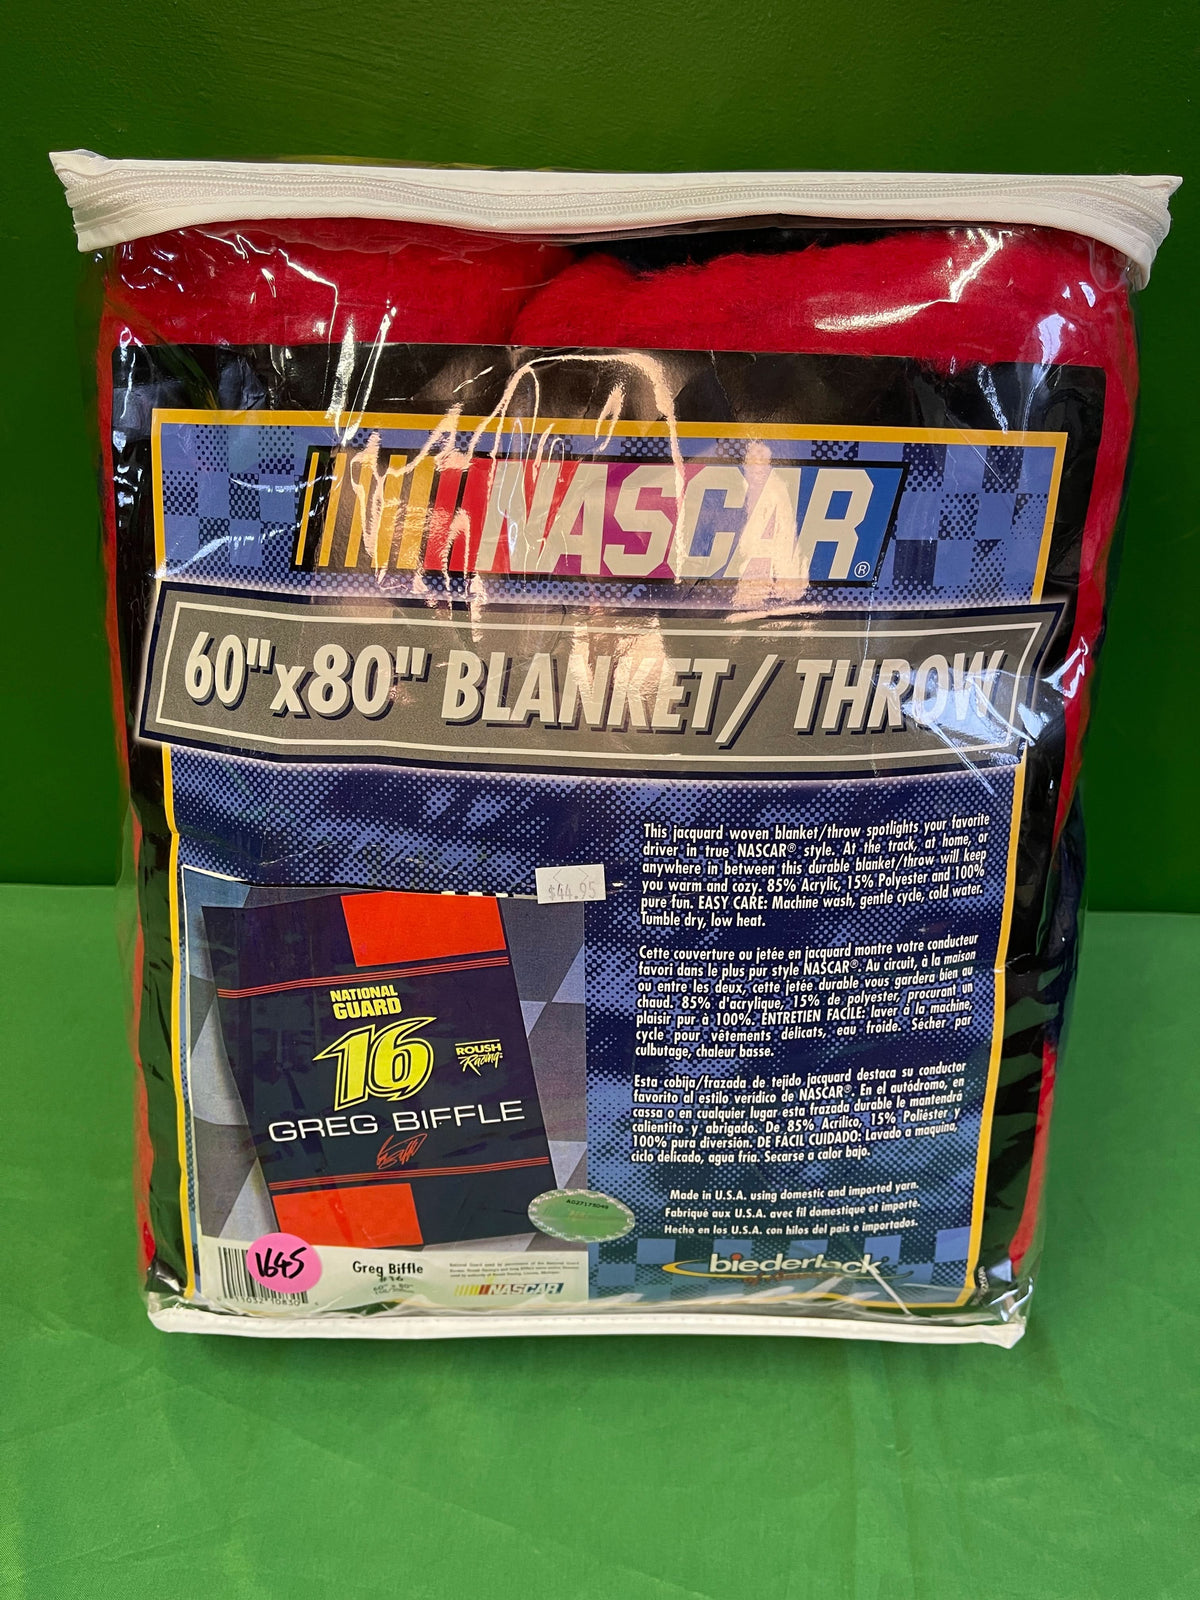 NASCAR®
60"x80" BLANKET/ THROW
This jacquard woven blanket/throw spotlights your favorite
driver in true NASCAR® style. At the track, at home, or
anywhere in between this durable blanket/throw will keep
you warm and cozy. 85% Acrylic, 15% Polyester and 100%
pure fun. EASY CARE: Machine wash, gentle cycle, cold water.
Tumble dry, low heat.
$44.95
Cette couverture ou jetée en jacquard montre votre conducteur
favori dans le plus pur style NASCAR®. Au circuit, à la maison
ou entre les deux, cette jetée durable vous gardera bien au
chaud. 85% d'acrylique, 15% de polyester, procurant un
plaisir pur à 100%. ENTRETIEN FACILE: laver à la machine,
cycle pour vêtements délicats, eau froide. Sécher par
culbutage, chaleur basse.
Esta cobija/frazada de tejido jacquard destaca su conductor
favorito al estilo verídico de NASCAR®. En el autódromo, en
cassa o en cualquier lugar esta frazada durable le mantendrá
calientito y abrigado. De 85% Acrílico, 15% Poliéster y
100% pura diversión. DE FÁCIL CUIDADO: Lavado a maquina,
ciclo delicado, agua fría. Secarse a calor bajo.
NATIONAL
GUARD
16
ROUSH
Racing
GREG BIFFLE
A027175049
Made in U.S.A. using domestic and imported yarn.
Fabriqué aux U.S.A. avec fil domestique et importé.
Hecho en los U.S.A. con hilos del pais e importados.
biederlack
1645
Greg Biffle
#16
60" x 80"
11032 10830
NASCAR